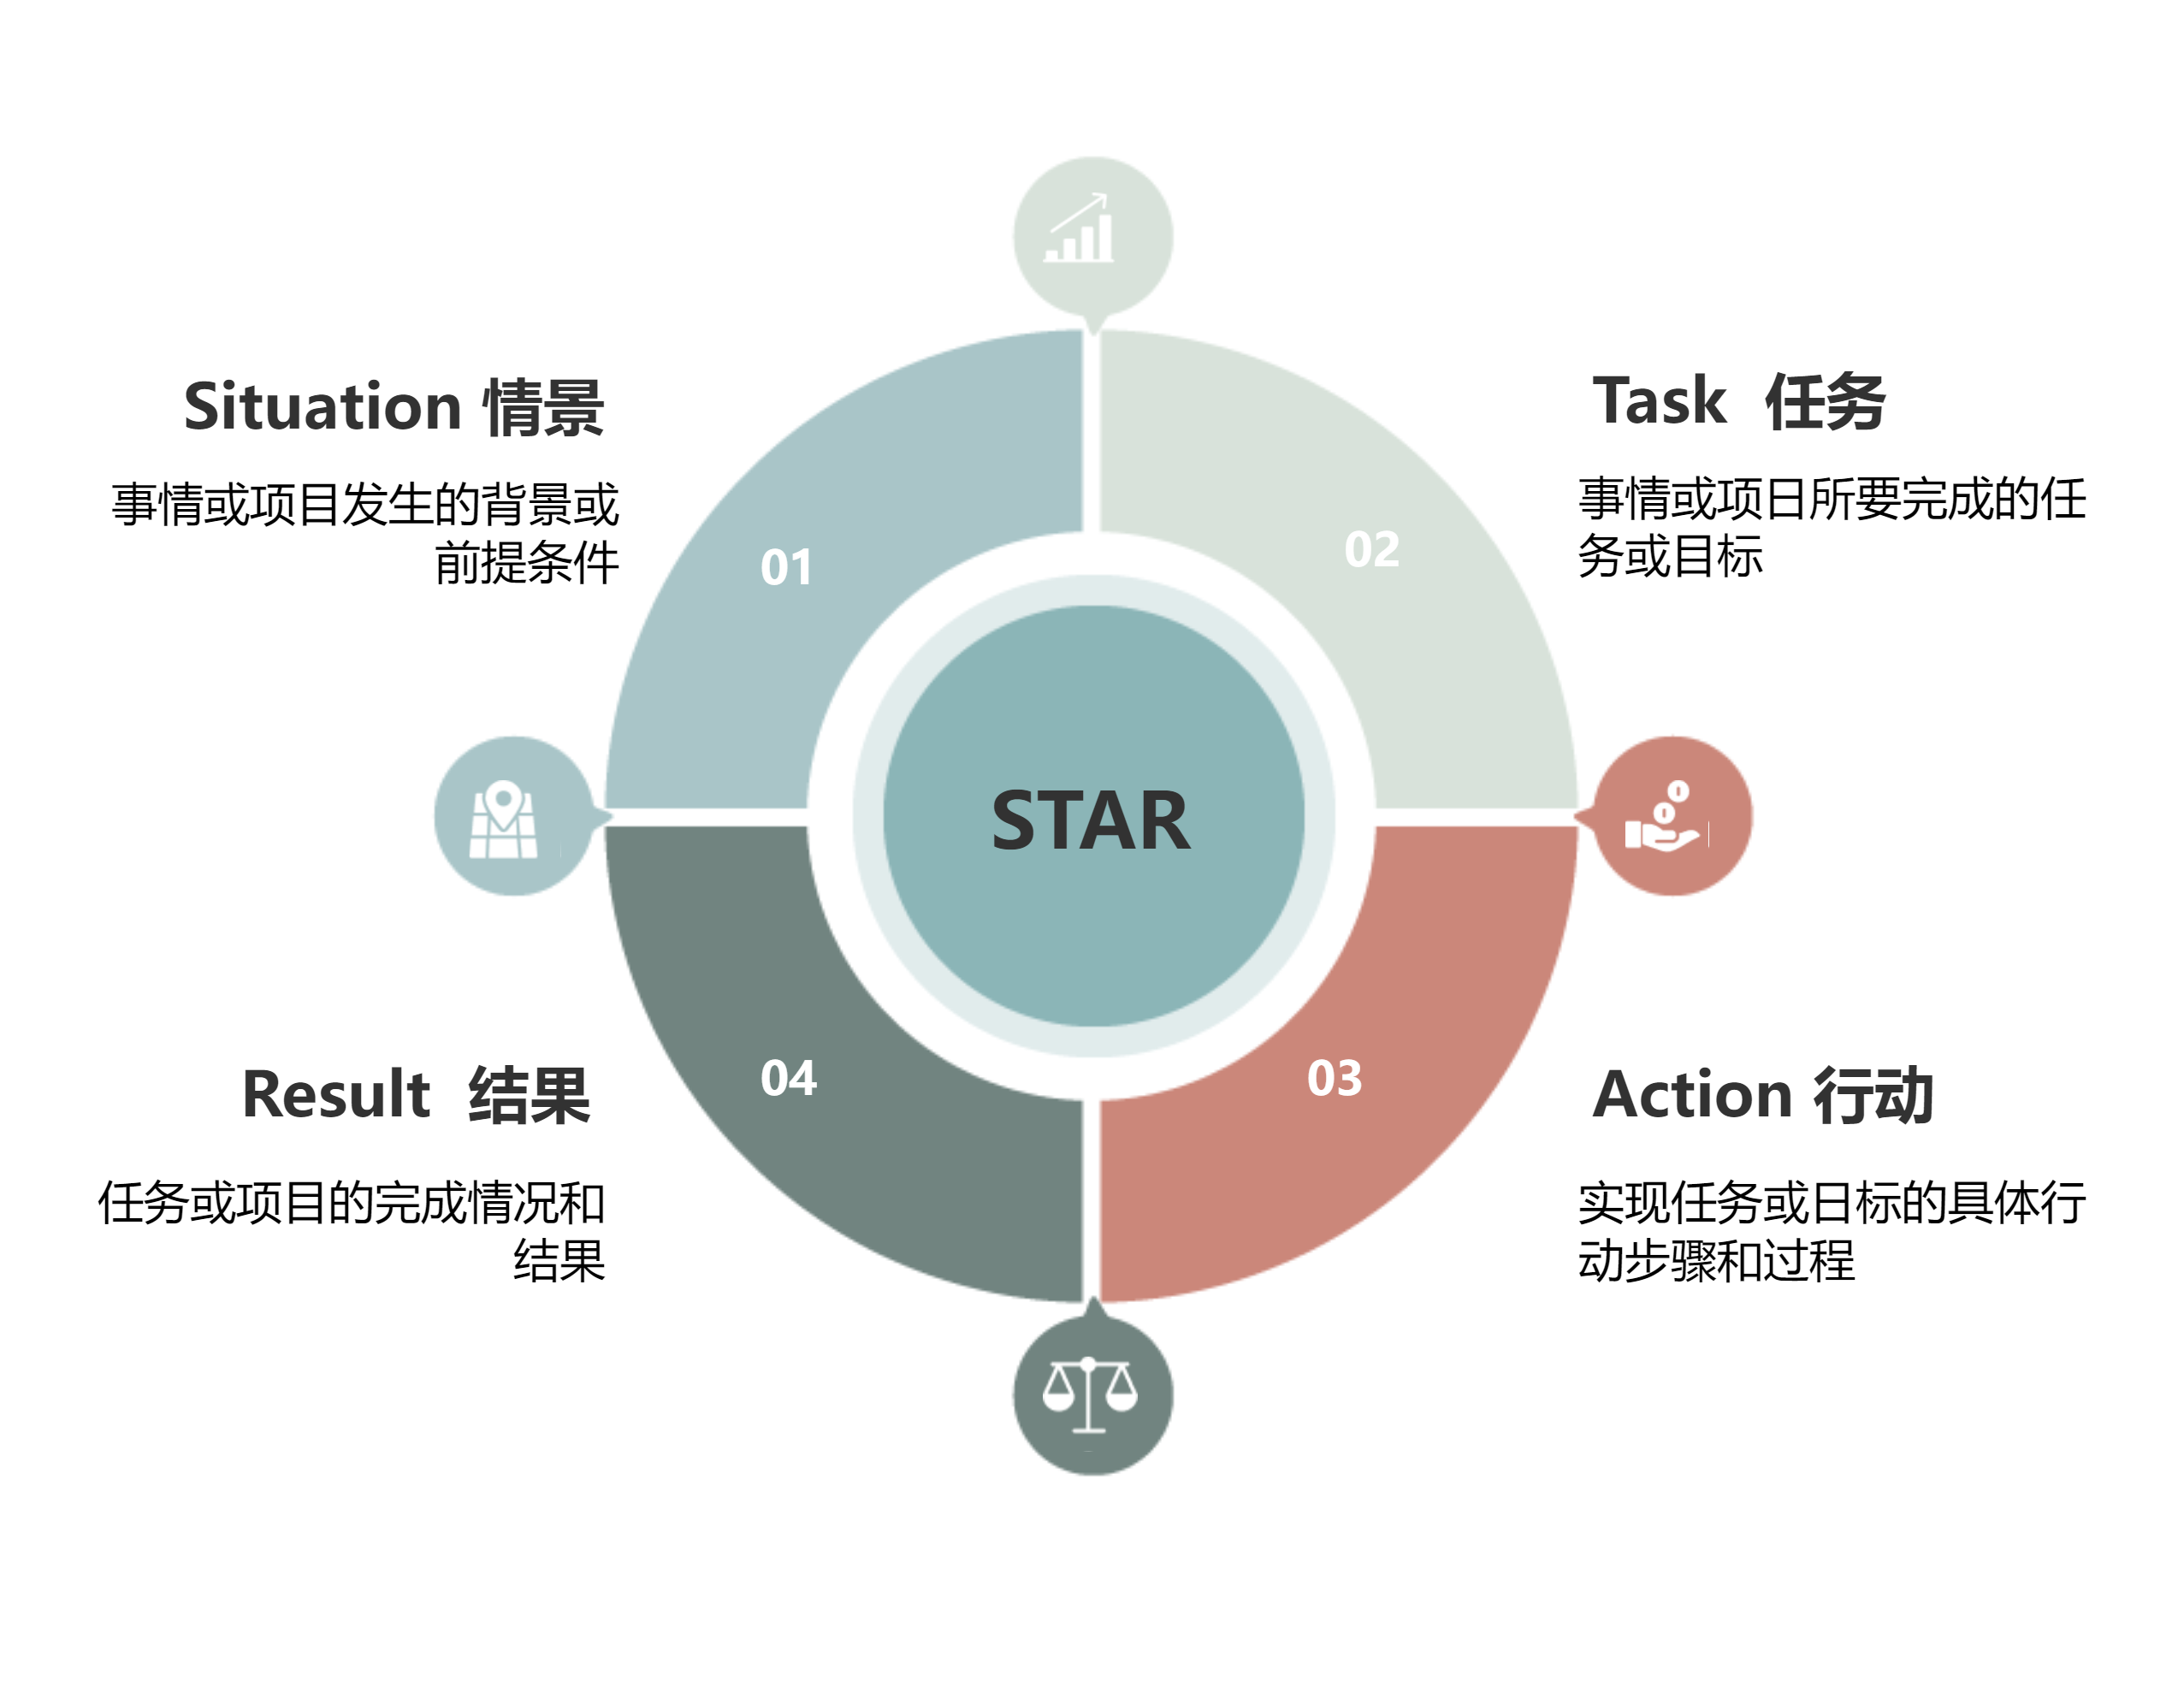 Situation 情景
事情或项目发生的背景或
前提条件
01
Task 任务
事情或项日所要完成的任
务或目标
02
STAR
Result 结果
任务或项目的完成情况和
结果
04
Action 行动
实现任务或日标的具体行
动步骤和过程
03